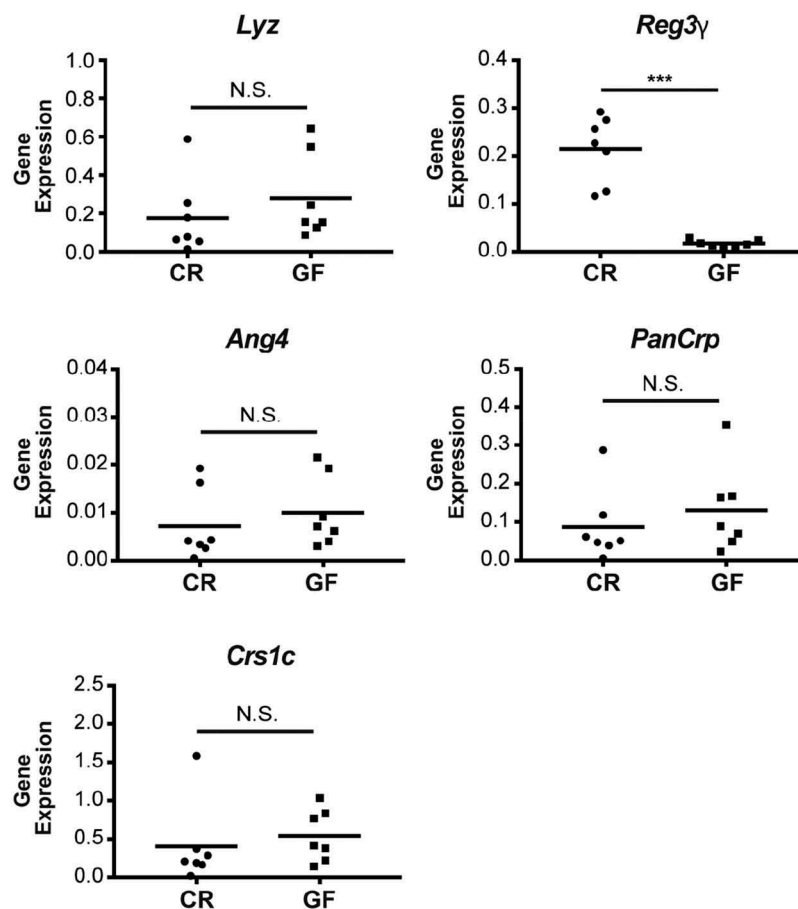 Lyz
Gene
Expression
1.0
0.8
0.6
0.4
0.2
0.0
N.S.
CR GF
Reg3γ
Gene
Expression
0.4
0.3
0.2
0.1
0.0
***
CR GF
Ang4
Gene
Expression
0.04
0.03
0.02
0.01
0.00
N.S.
CR GF
PanCrp
Gene
Expression
0.5
0.4
0.3
0.2
0.1
0.0
N.S.
CR GF
Crs1c
Gene
Expression
2.5
2.0
1.5
1.0
0.5
0.0
N.S.
CR GF